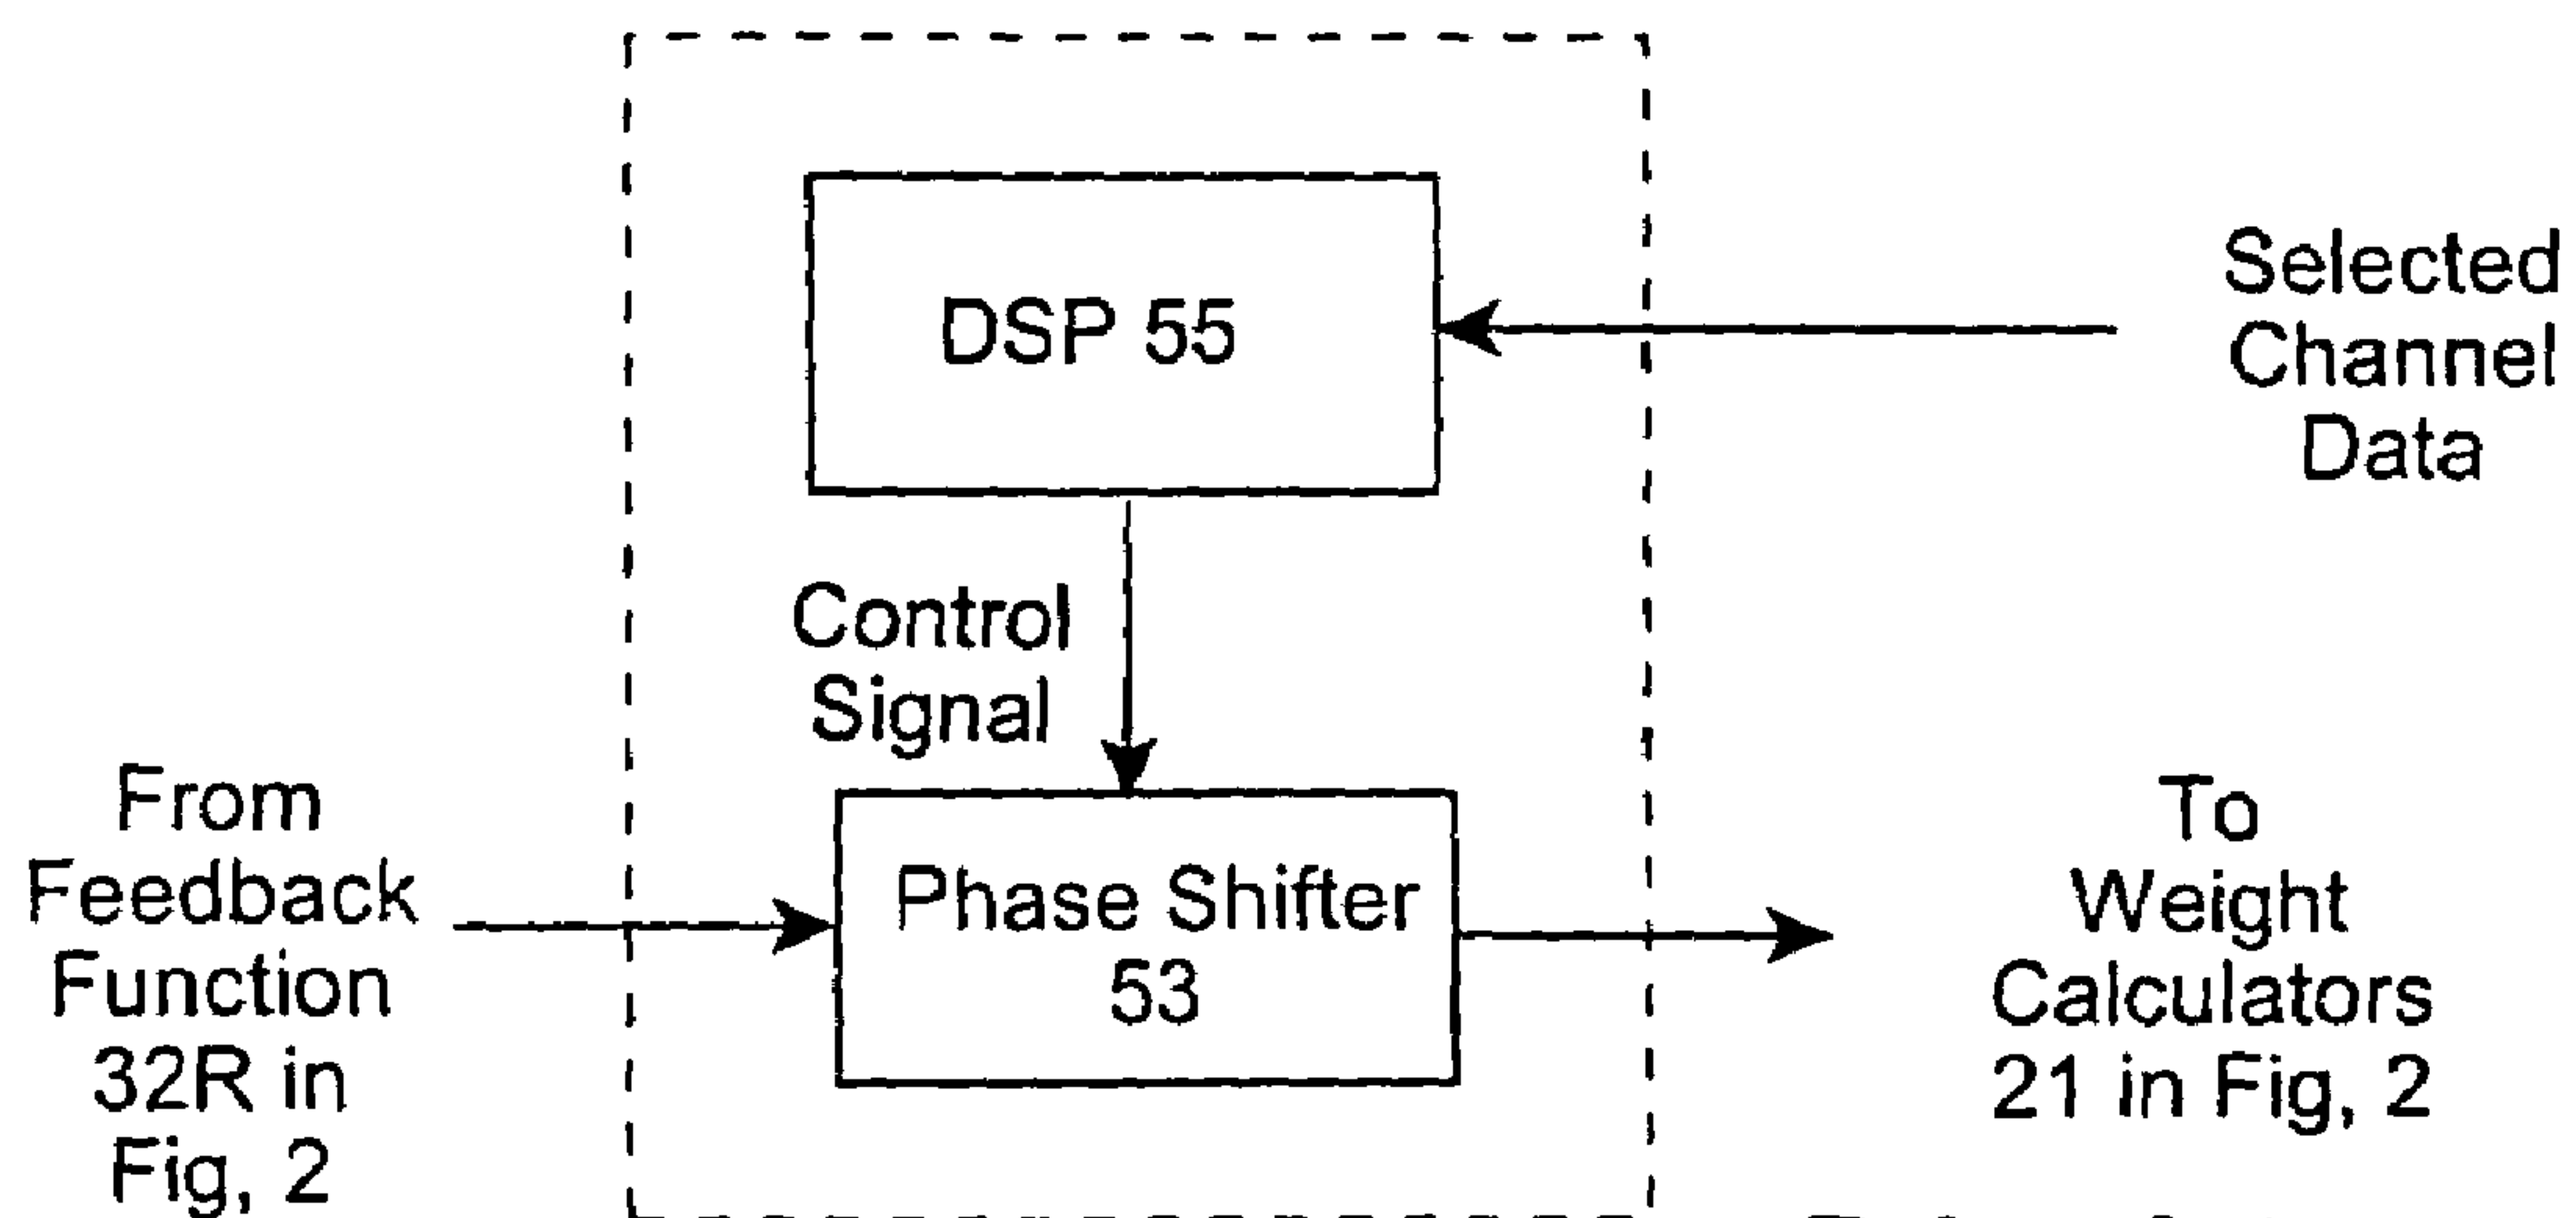 DSP 55
Selected
Channel
Data
Control
Signal
From
Feedback
Function
32R in
Fig, 2
Phase Shifter
53
To
Weight
Calculators
21 in Fig, 2